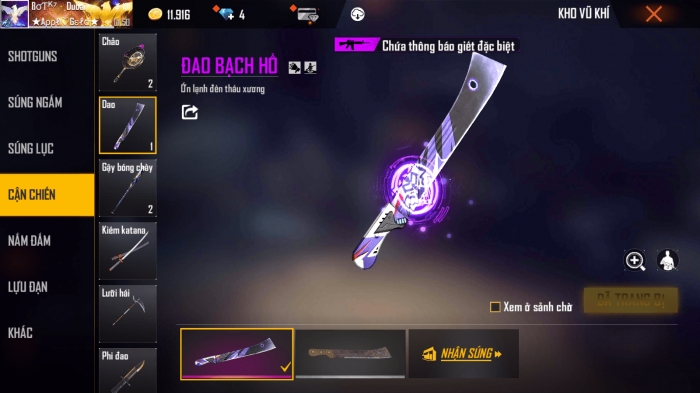 11.916
4
KHO VŨ KHÍ
SHOTGUNS
SÚNG NGẮM
SÚNG LỤC
CẬN CHIẾN
NẮM ĐẤM
LỰU ĐẠN
KHÁC
Chảo
2
Dao
1
Gậy bóng chày
2
Kiếm katana
Lưỡi hái
Phi dao
ĐAO BẠCH HỔ
Ớn lạnh đến thấu xương
Chứa thông báo giết đặc biệt
Xem ở sảnh chờ
ĐÃ TRANG BỊ
NHẬN SÚNG